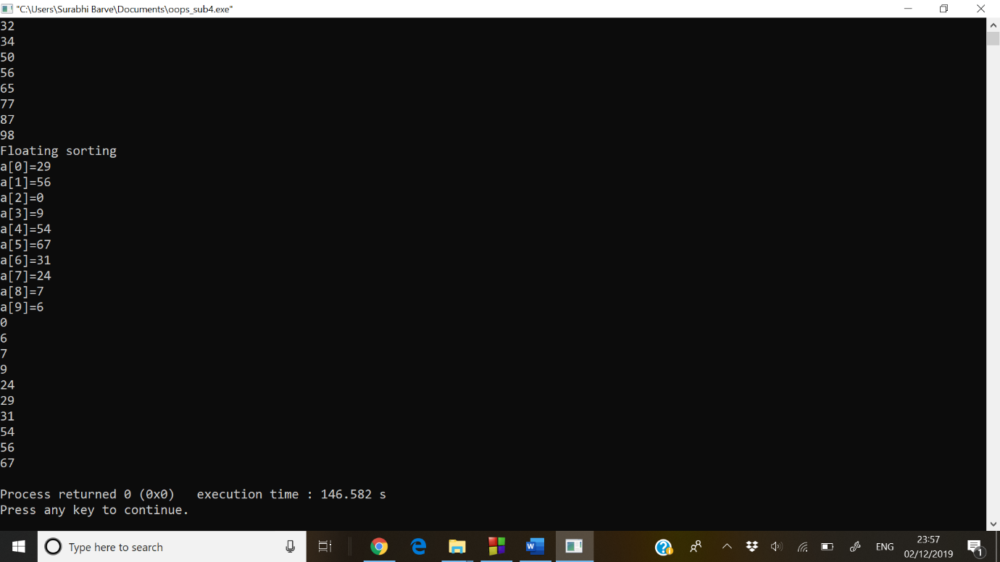 "C:\Users\Surabhi Barve\Documents\oops_sub4.exe"
32
34
50
56
65
77
87
98
Floating sorting
a[0]=29
a[1]=56
a[2]=0
a[3]=9
a[4]=54
a[5]=67
a[6]=31
a[7]=24
a[8]=7
a[9]=6
0
6
7
9
24
29
31
54
56
67
Process returned 0 (0x0)   execution time : 146.582 s
Press any key to continue.
Type here to search
ENG
23:57
02/12/2019
1